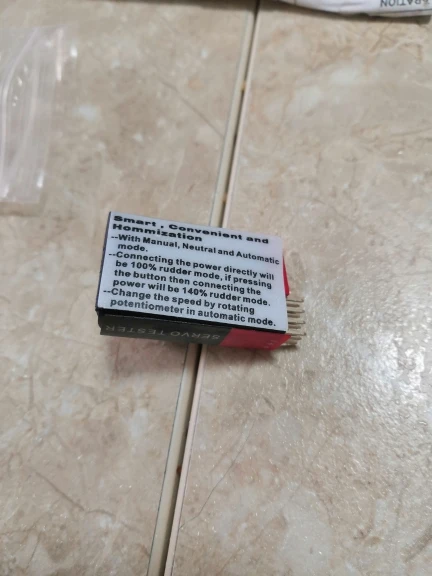 RATION
Smart , Convenient and
Hommization
--With Manual, Neutral and Automatic
mode.
--Connecting the power directly will
be 100% rudder mode, if pressing
the button then connecting the
power will be 140% rudder mode.
--Change the speed by rotating
potentiometer in automatic mode.
SERVO TESTER